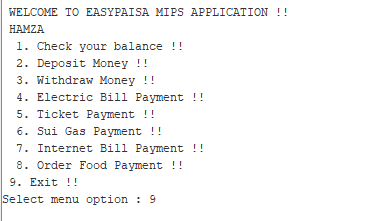 WELCOME TO EASYPAISA MIPS APPLICATION !!
HAMZA
1. Check your balance !!
2. Deposit Money !!
3. Withdraw Money !!
4. Electric Bill Payment !!
5. Ticket Payment !!
6. Sui Gas Payment !!
7. Internet Bill Payment !!
8. Order Food Payment !!
9. Exit !!
Select menu option : 9